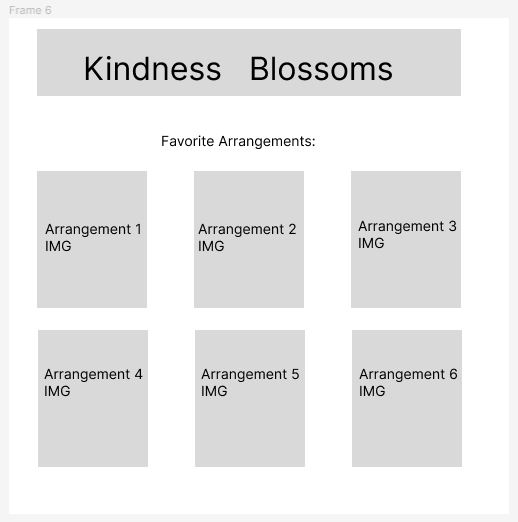 Frame 6
Kindness Blossoms
Favorite Arrangements:
Arrangement 1
IMG
Arrangement 2
IMG
Arrangement 3
IMG
Arrangement 4
IMG
Arrangement 5
IMG
Arrangement 6
IMG